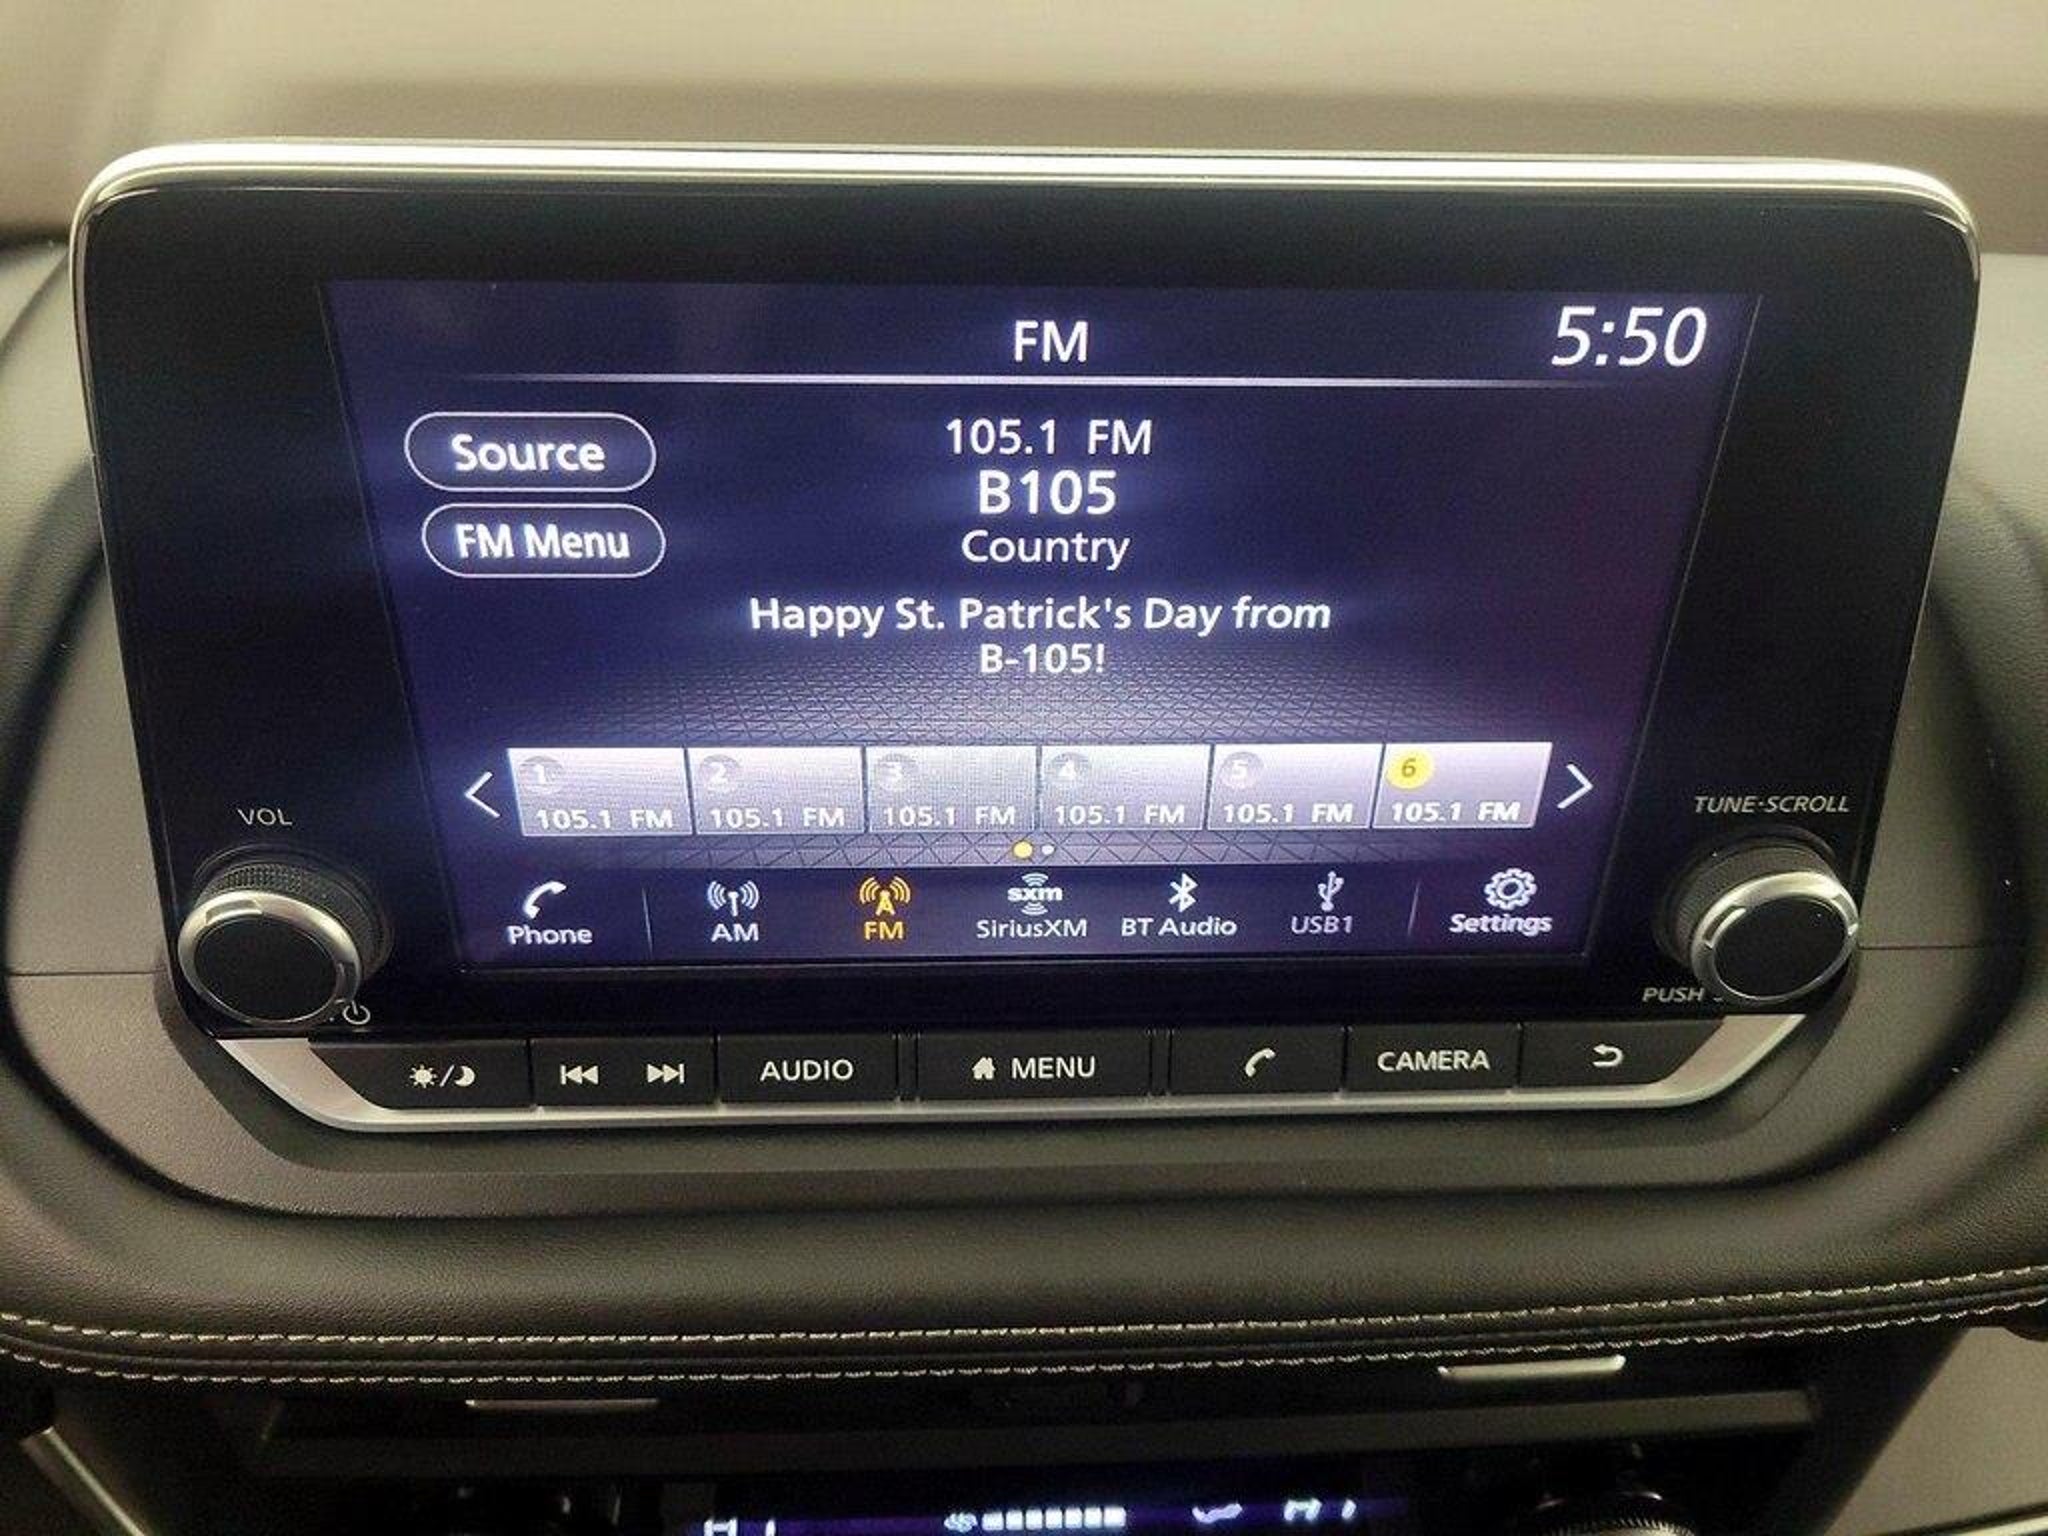 FM
5:50
Source
105.1 FM
B105
FM Menu
Country
Happy St. Patrick's Day from
B-105!
1
2
3
4
5
6
105.1 FM
105.1 FM
105.1 FM
105.1 FM
105.1 FM
105.1 FM
VOL
TUNE·SCROLL
Phone
AM
FM
sxm
SiriusXM
BT Audio
USB1
Settings
PUSH
AUDIO
MENU
CAMERA